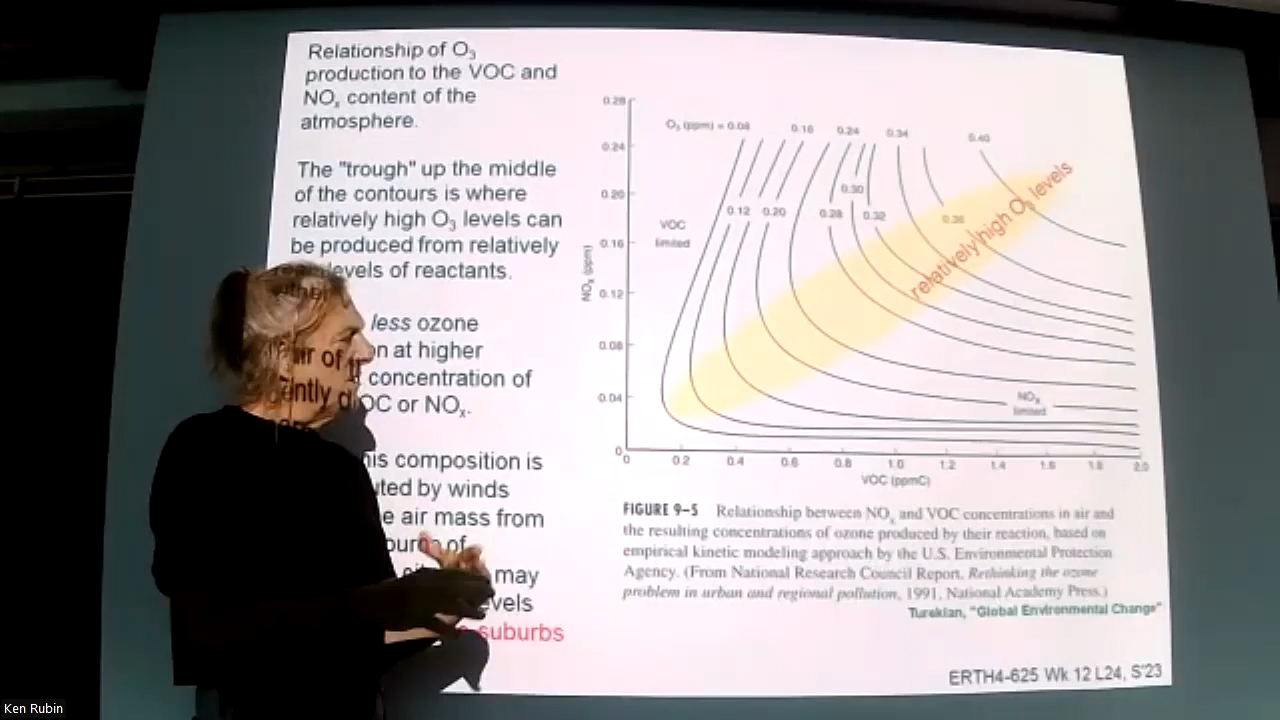 Relationship of O₃
production to the VOC and
NOₓ content of the
atmosphere.
The "trough" up the middle
of the contours is where
relatively high O₃ levels can
be produced from relatively
levels of reactants.
less ozone
at higher
concentration of
or NOₓ.
composition is
by winds
air mass from
of
may
suburbs
0.28
O₃ (ppm) = 0.08 0.16 0.24 0.34 0.40
0.24
0.20
0.30
0.12 0.20 0.28 0.32 0.36
VOC
limited
0.16
NOₓ (ppm)
relatively high O₃ levels
0.12
0.08
0.04
NOₓ
limited
0
0 0.2 0.4 0.6 0.8 1.0 1.2 1.4 1.6 1.8 2.0
VOC (ppmC)
FIGURE 9–5 Relationship between NOₓ and VOC concentrations in air and
the resulting concentrations of ozone produced by their reaction, based on
empirical kinetic modeling approach by the U.S. Environmental Protection
Agency. (From National Research Council Report, Rethinking the ozone
problem in urban and regional pollution, 1991, National Academy Press.)
Turekian, "Global Environmental Change"
ERTH4-625 Wk 12 L24, S'23
Ken Rubin